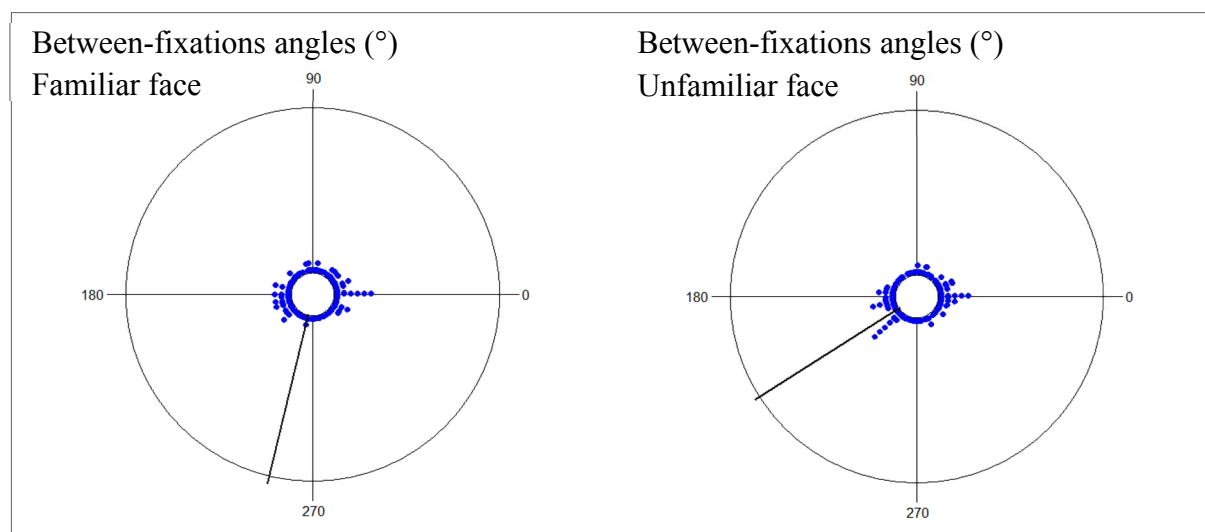 Between-fixations angles (°)
Familiar face
90
180
0
270
Between-fixations angles (°)
Unfamiliar face
90
180
0
270